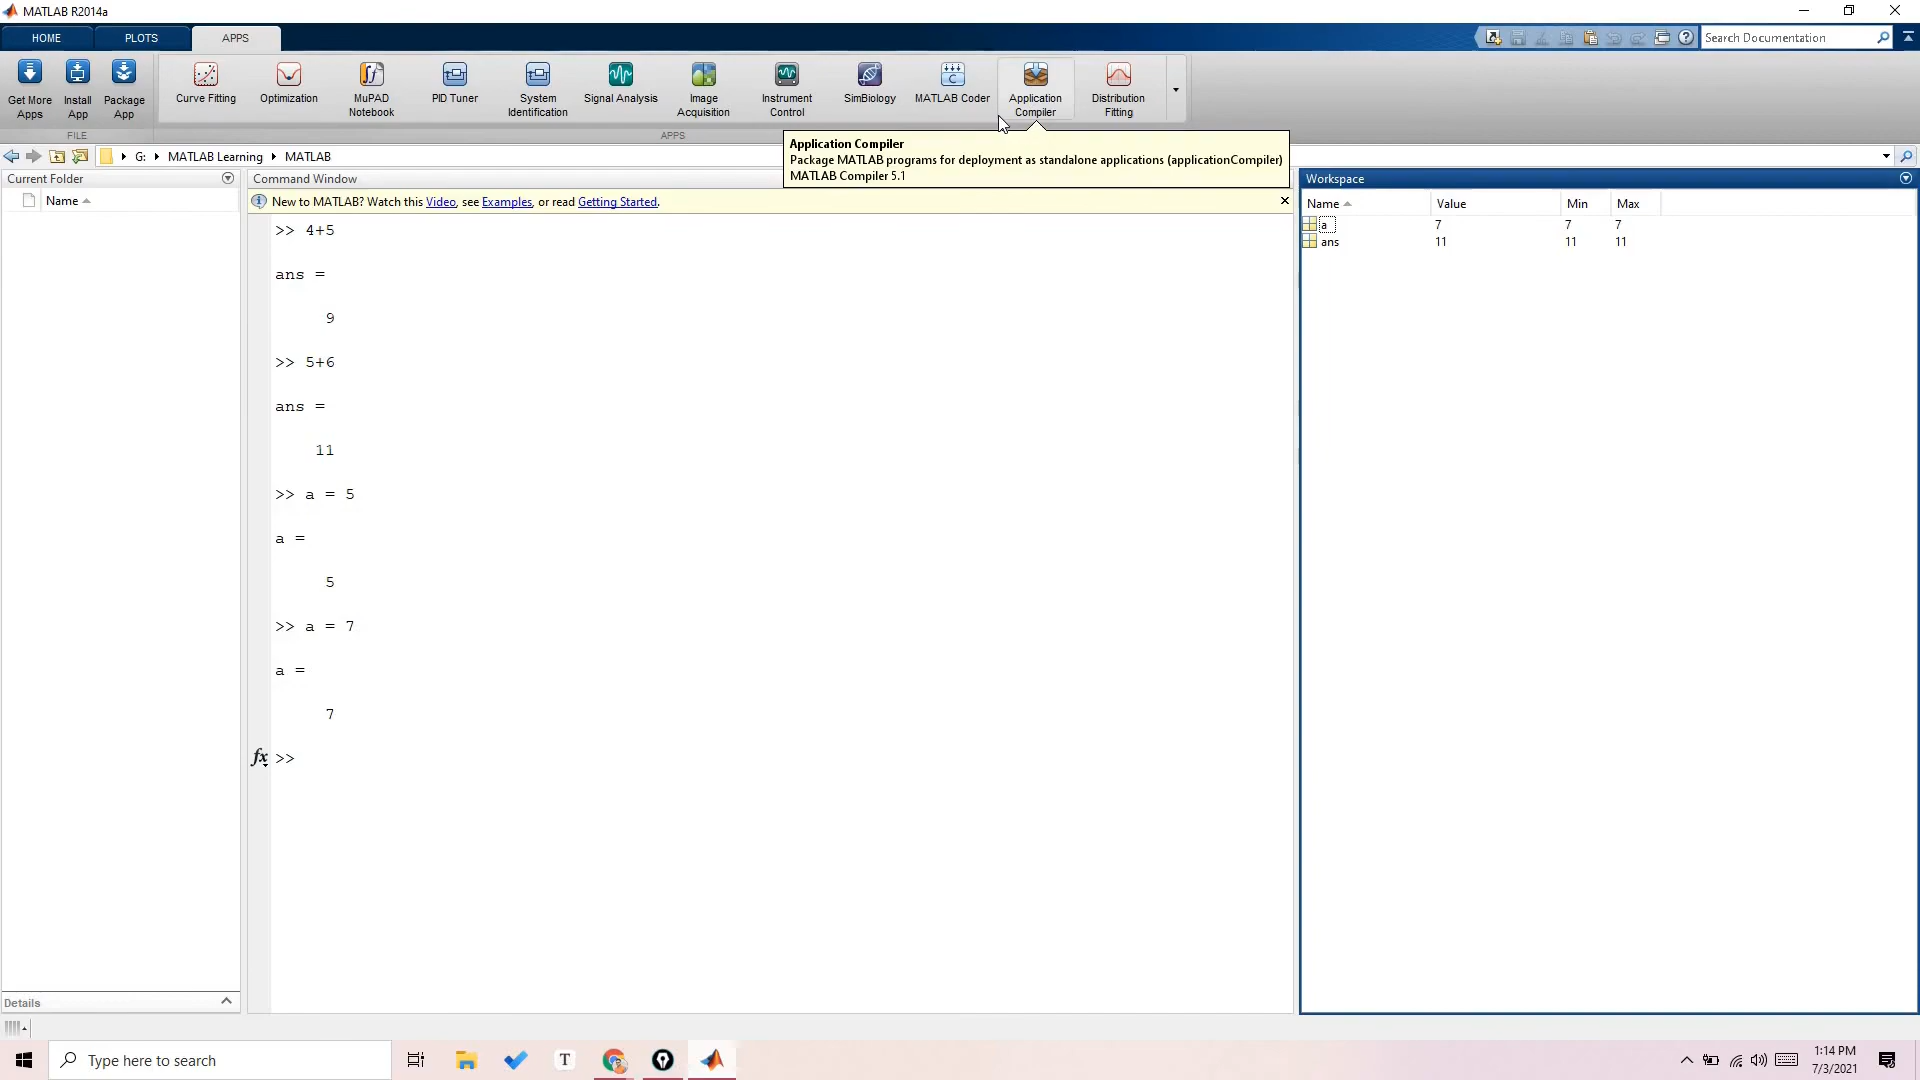 MATLAB R2014a
HOME PLOTS APPS
Search Documentation
Get More Apps
Install App
Package App
Curve Fitting
Optimization
MuPAD Notebook
PID Tuner
System Identification
Signal Analysis
Image Acquisition
Instrument Control
SimBiology
MATLAB Coder
Application Compiler
Distribution Fitting
FILE APPS
G: MATLAB Learning MATLAB
Application Compiler
Package MATLAB programs for deployment as standalone applications (applicationCompiler)
MATLAB Compiler 5.1
Current Folder
Name
Command Window
New to MATLAB? Watch this Video, see Examples, or read Getting Started.
>> 4+5
ans =
9
>> 5+6
ans =
11
>> a = 5
a =
5
>> a = 7
a =
7
fx >>
Workspace
Name Value Min Max
a 7 7 7
ans 11 11 11
Details
Type here to search
T
1:14 PM
7/3/2021